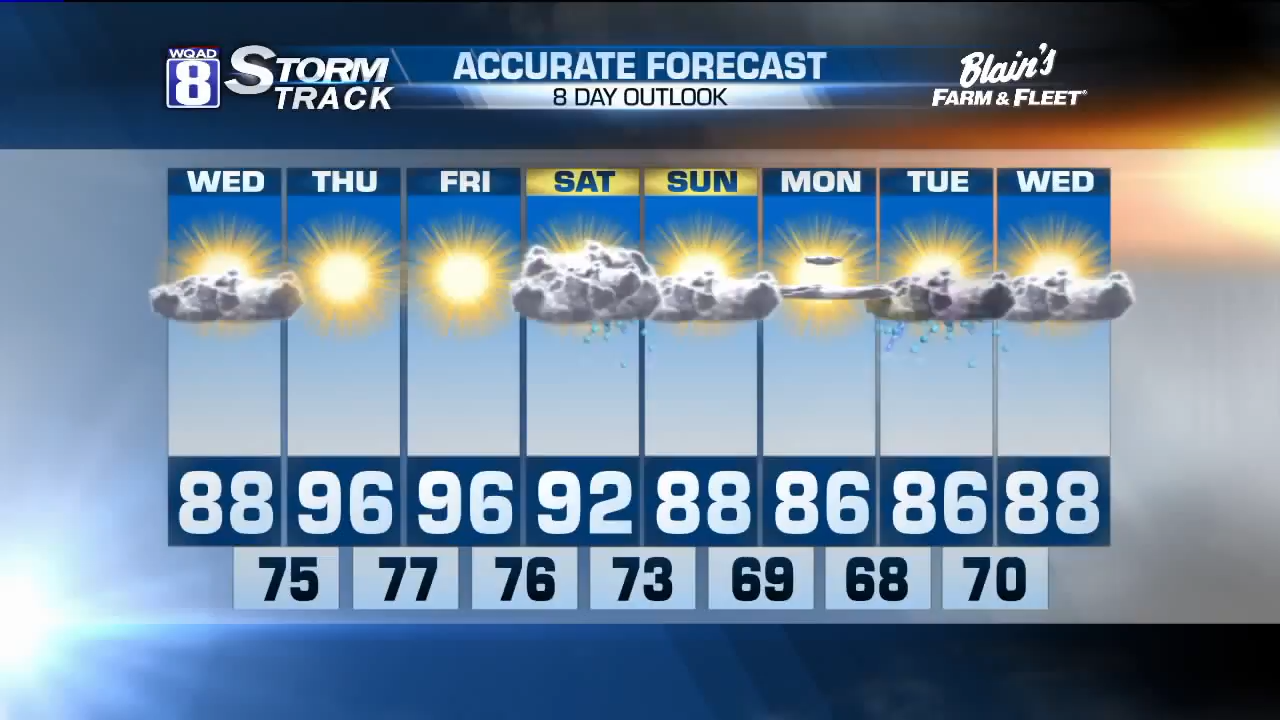 WQAD
8 STORM
TRACK
ACCURATE FORECAST
8 DAY OUTLOOK
Blain's
FARM & FLEET
WED THU FRI SAT SUN MON TUE WED
88 96 96 92 88 86 86 88
75 77 76 73 69 68 70